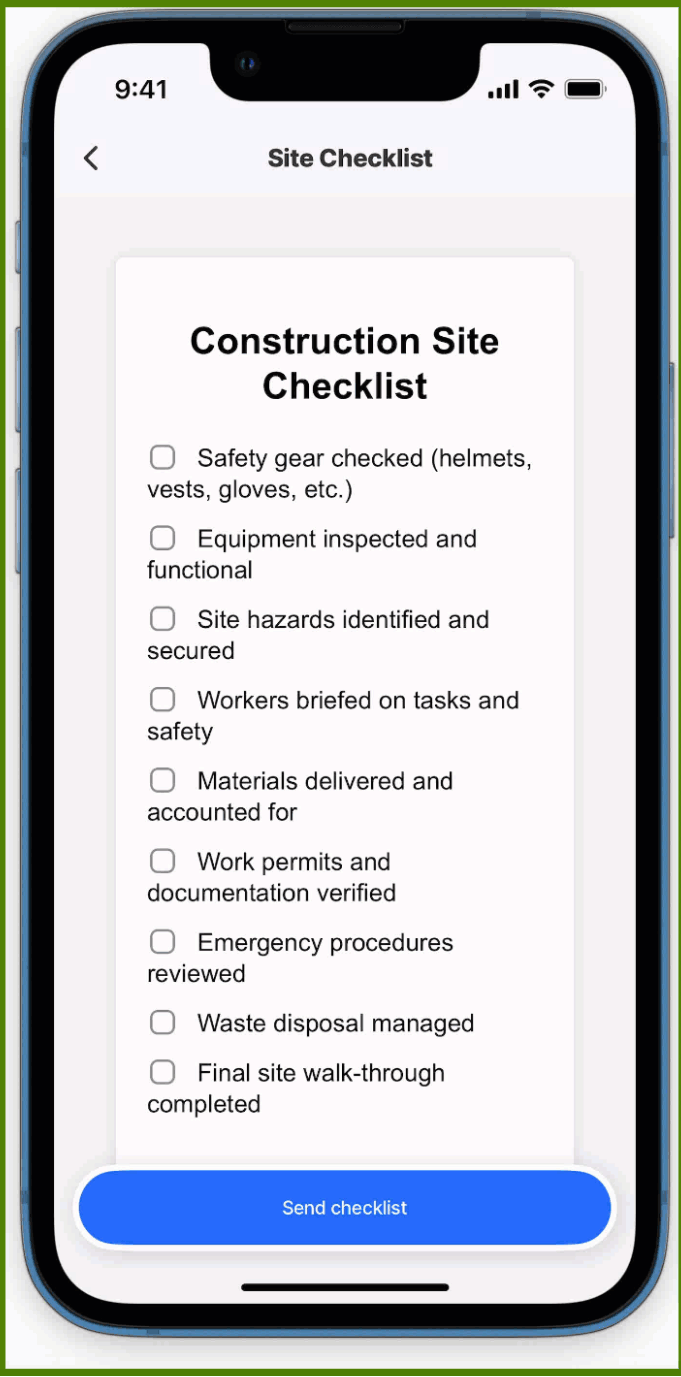 9:41
Site Checklist
Construction Site
Checklist
Safety gear checked (helmets,
vests, gloves, etc.)
Equipment inspected and
functional
Site hazards identified and
secured
Workers briefed on tasks and
safety
Materials delivered and
accounted for
Work permits and
documentation verified
Emergency procedures
reviewed
Waste disposal managed
Final site walk-through
completed
Send checklist